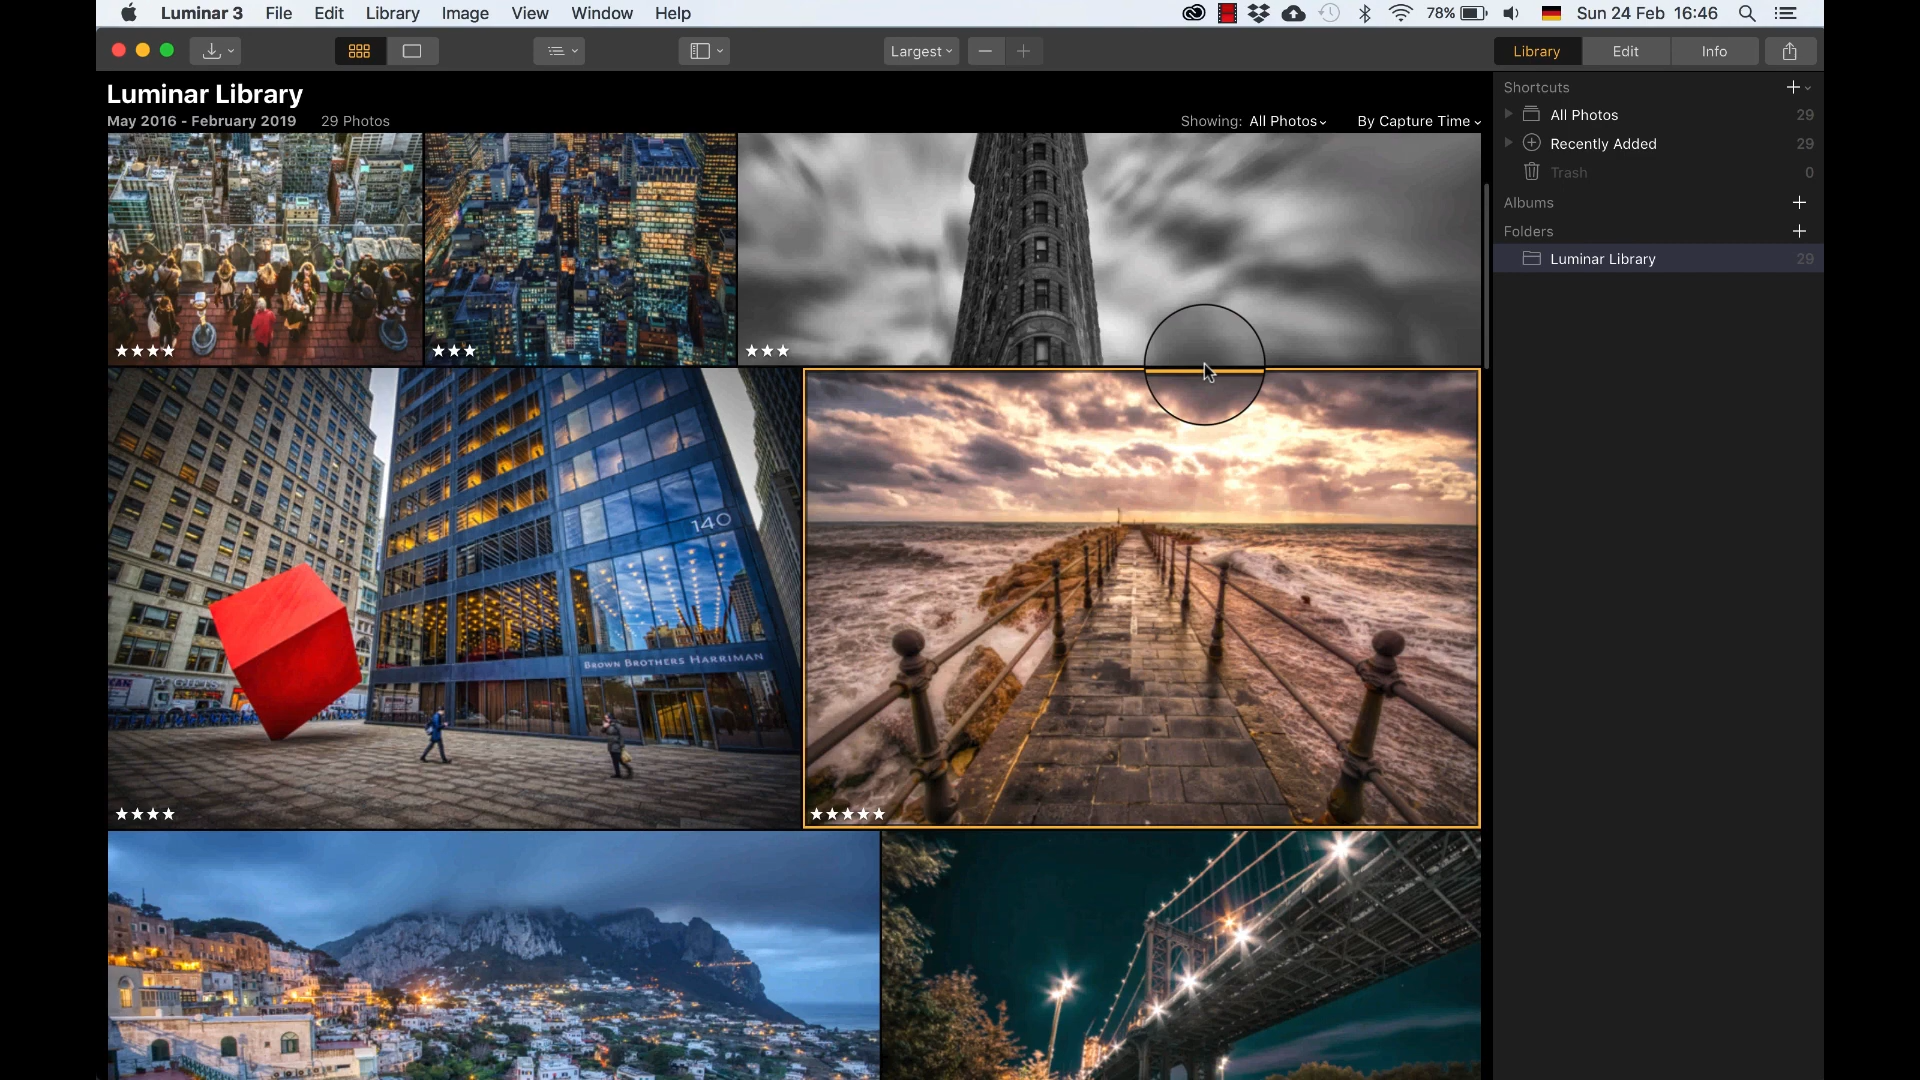 Luminar 3 File Edit Library Image View Window Help 78% Sun 24 Feb 16:46
Largest Library Edit Info
Luminar Library
May 2016 - February 2019 29 Photos Showing: All Photos By Capture Time
Shortcuts
All Photos 29
Recently Added 29
Trash 0
Albums
Folders
Luminar Library 29
140
BROWN BROTHERS HARRIMAN